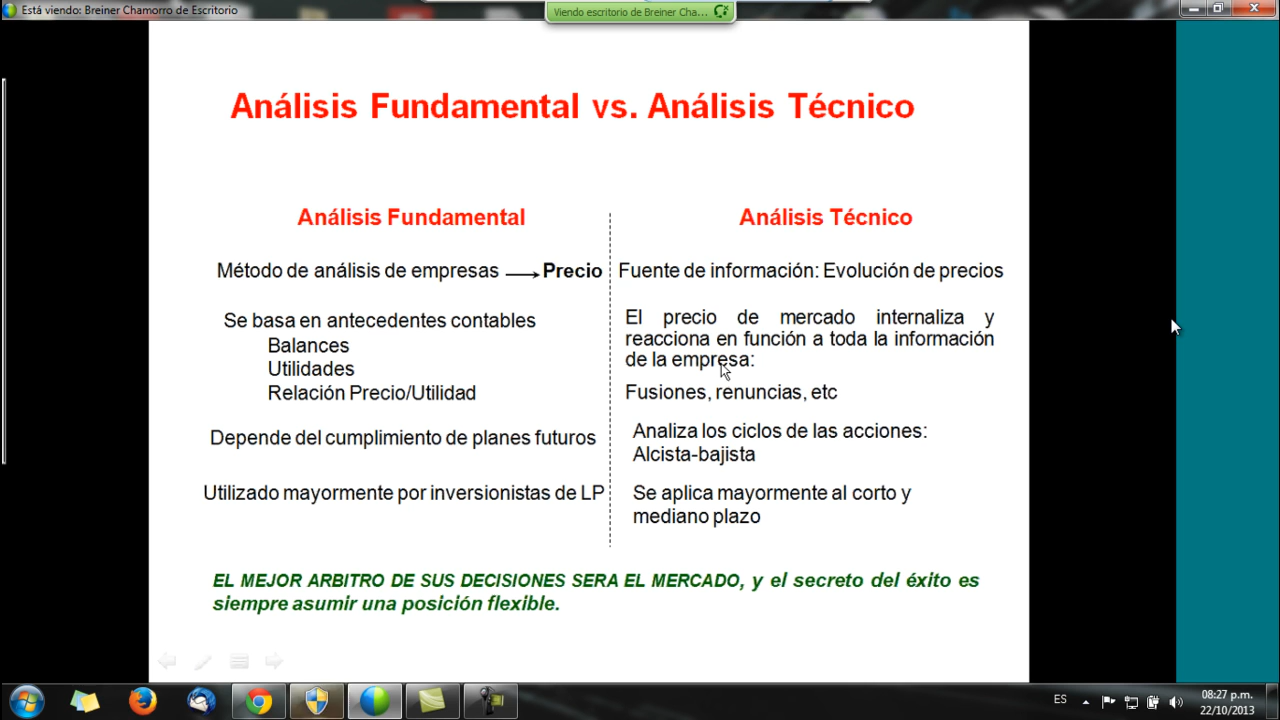 Está viendo: Breiner Chamorro de Escritorio
Viendo escritorio de Breiner Cha...
Análisis Fundamental vs. Análisis Técnico
Análisis Fundamental
Método de análisis de empresas → Precio
Se basa en antecedentes contables
Balances
Utilidades
Relación Precio/Utilidad
Depende del cumplimiento de planes futuros
Utilizado mayormente por inversionistas de LP
Análisis Técnico
Fuente de información: Evolución de precios
El precio de mercado internaliza y
reacciona en función a toda la información
de la empresa:
Fusiones, renuncias, etc
Analiza los ciclos de las acciones:
Alcista-bajista
Se aplica mayormente al corto y
mediano plazo
EL MEJOR ARBITRO DE SUS DECISIONES SERA EL MERCADO, y el secreto del éxito es
siempre asumir una posición flexible.
ES
08:27 p.m.
22/10/2013